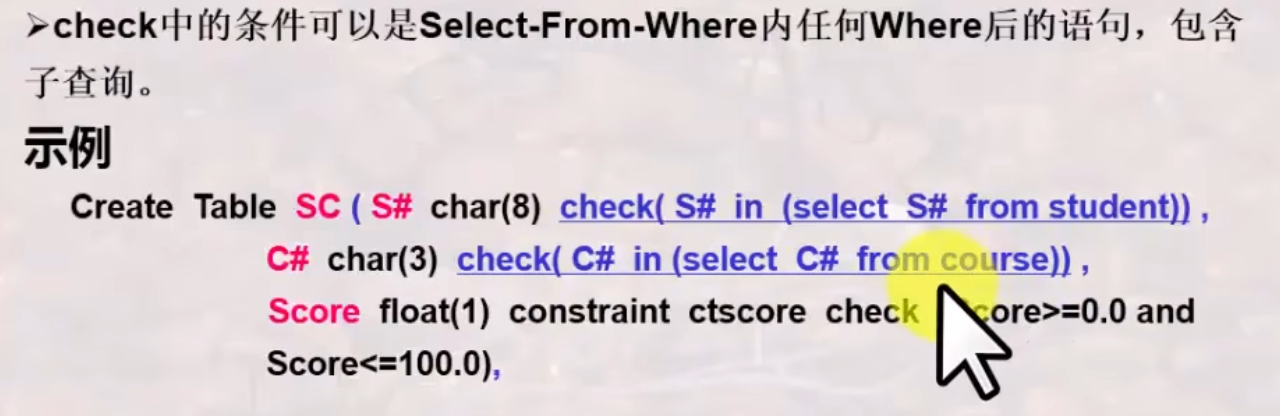 ➢check中的条件可以是Select-From-Where内任何Where后的语句，包含
子查询。
示例
Create Table SC ( S# char(8) check( S# in (select S# from student)) ,
C# char(3) check( C# in (select C# from course)) ,
Score float(1) constraint ctscore check core>=0.0 and
Score<=100.0),